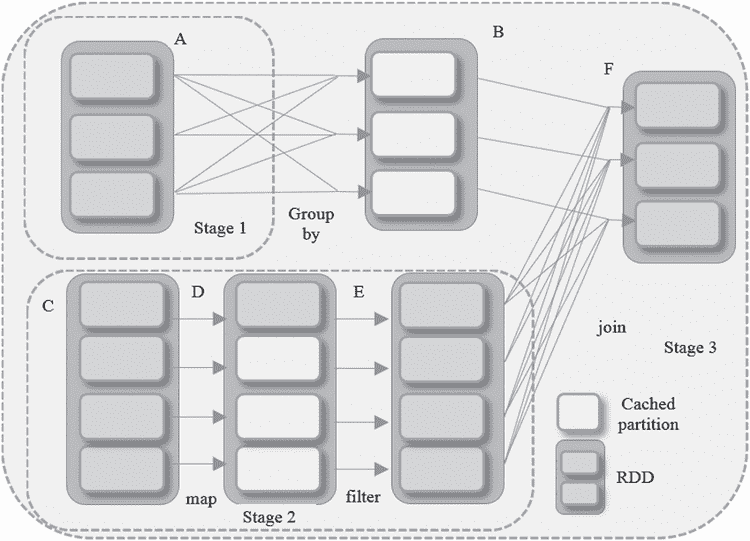 A
B
F
Stage 1
Group
by
C
D
E
join
Stage 3
Cached
partition
RDD
map
filter
Stage 2